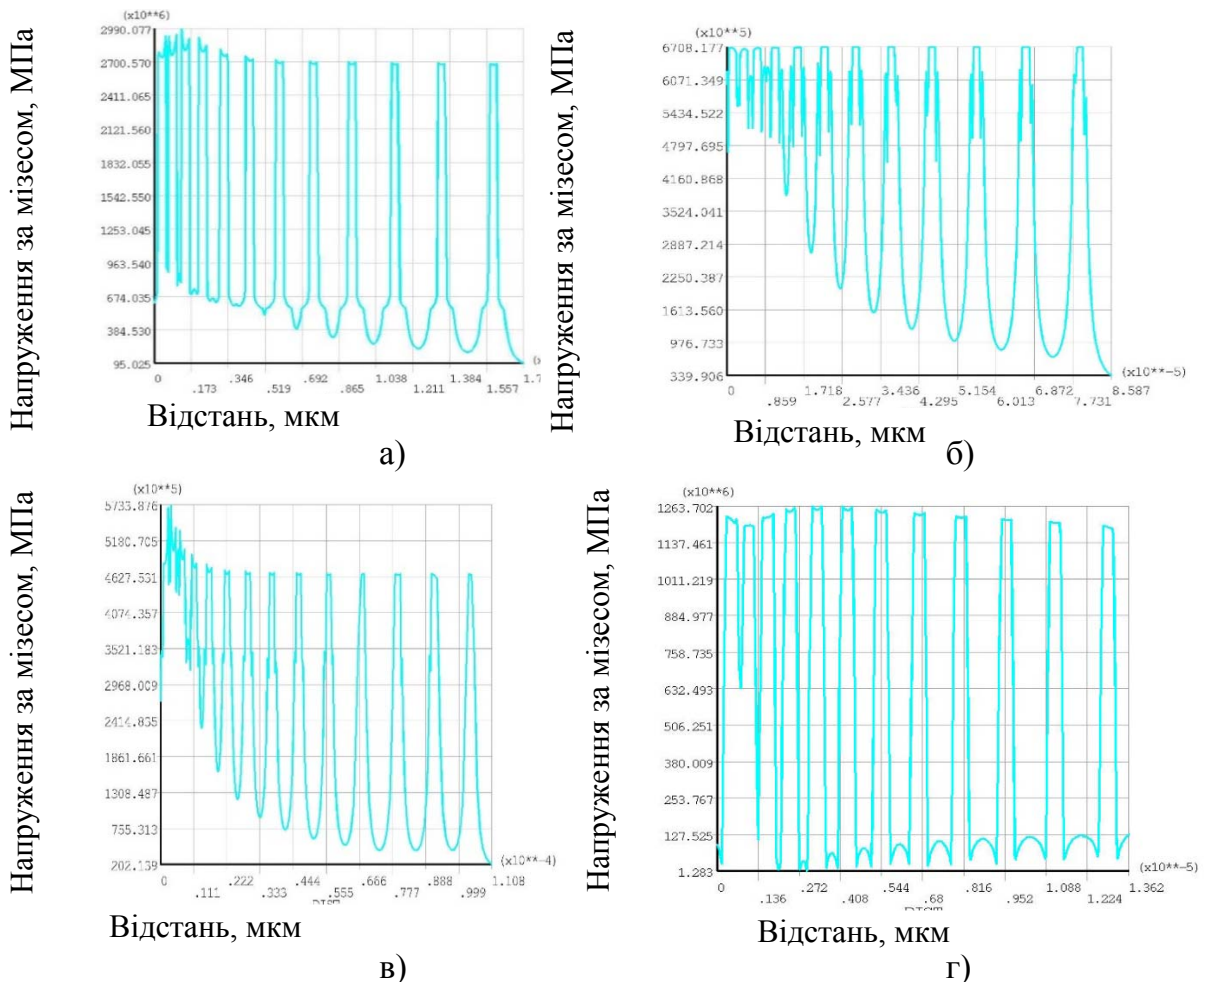 Напруження за мізесом, МПа
(x10**6)
2990.077
2700.570
2411.065
2121.560
1832.055
1542.550
1253.045
963.540
674.035
384.530
95.025
0 .346 .692 1.038 1.384
.173 .519 .865 1.211 1.557
Відстань, мкм
а)
Напруження за мізесом, МПа
(x10**5)
6708.177
6071.349
5434.522
4797.695
4160.868
3524.041
2887.214
2250.387
1613.560
976.733
339.906
(x10**-5)
0 1.718 3.436 5.154 6.872 8.587
.859 2.577 4.295 6.013 7.731
Відстань, мкм
б)
Напруження за мізесом, МПа
(x10**5)
5733.876
5180.705
4627.531
4074.357
3521.183
2968.009
2414.835
1861.661
1308.487
755.313
202.139
(x10**-4)
0 .222 .444 .666 .888 1.108
.111 .333 .555 .777 .999
Відстань, мкм
в)
Напруження за мізесом, МПа
(x10**6)
1263.702
1137.461
1011.219
884.977
758.735
632.493
506.251
380.009
253.767
127.525
1.283
(x10**-5)
0 .272 .544 .816 1.088 1.362
.136 .408 .68 .952 1.224
Відстань, мкм
г)